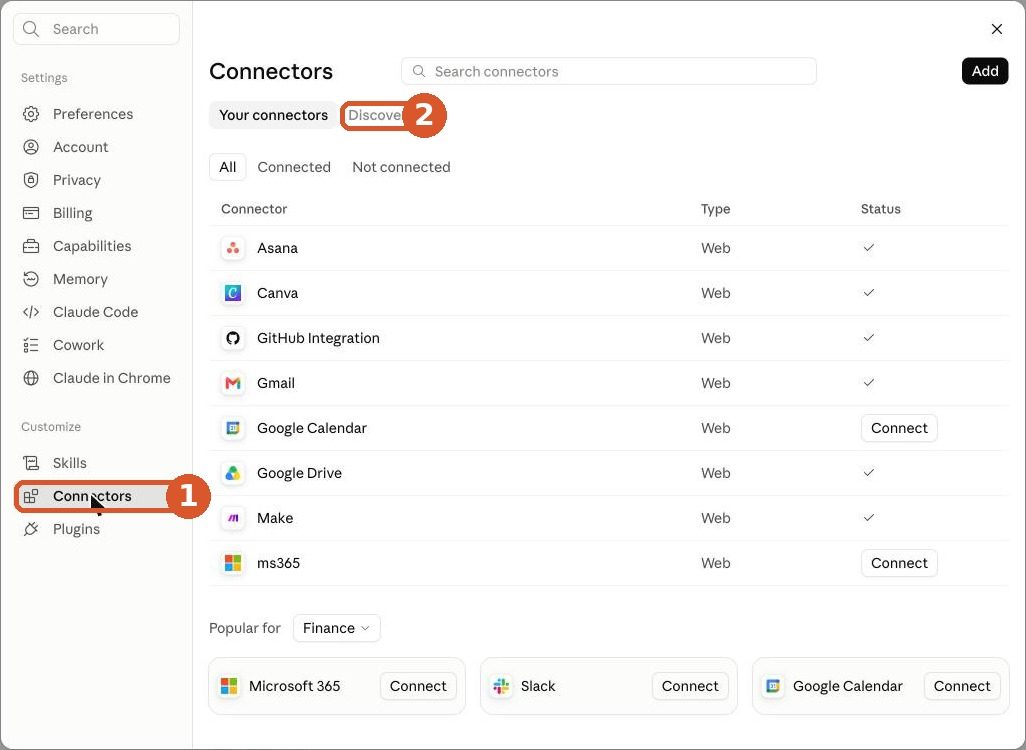 Search
Settings
Preferences
Account
Privacy
Billing
Capabilities
Memory
Claude Code
Cowork
Claude in Chrome
Customize
Skills
Connectors
1
Plugins
Connectors
Search connectors
Add
Your connectors
Discove
2
All Connected Not connected
Connector Type Status
Asana Web
Canva Web
GitHub Integration Web
Gmail Web
Google Calendar Web Connect
Google Drive Web
Make Web
ms365 Web Connect
Popular for Finance
Microsoft 365 Connect
Slack Connect
Google Calendar Connect